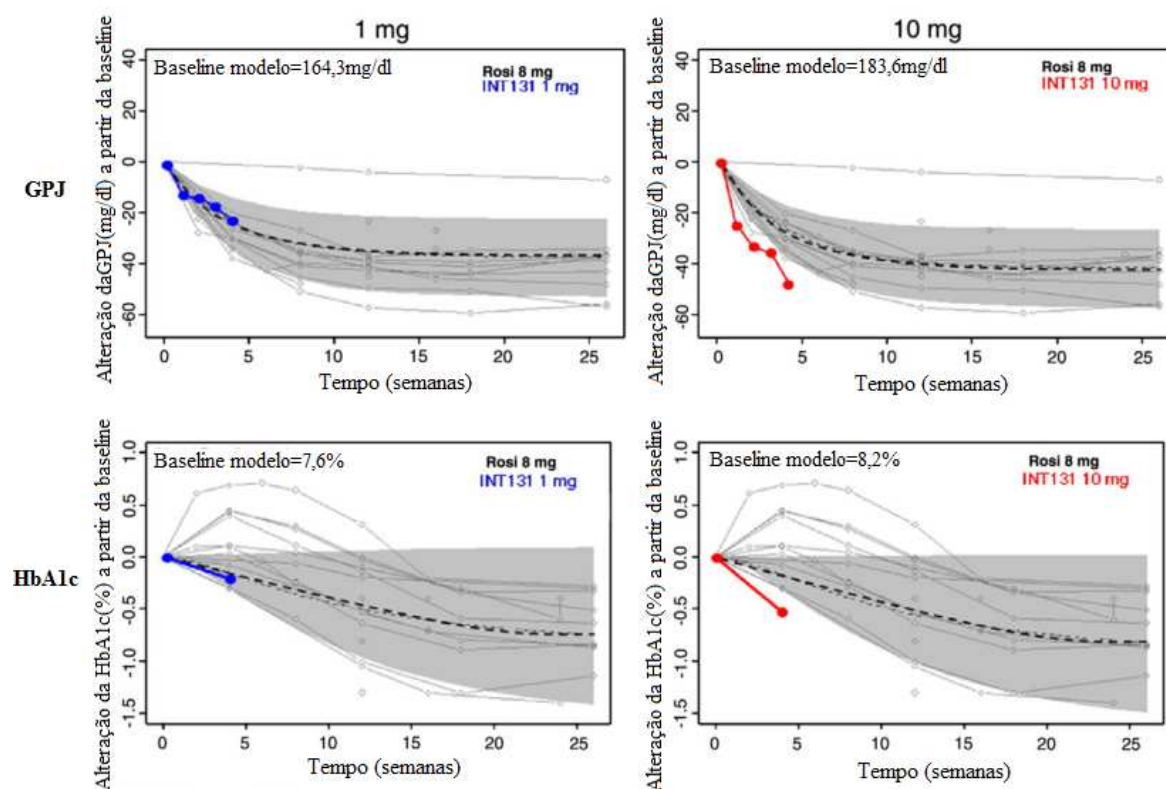 1 mg
10 mg
GPJ
Alteração daGPJ(mg/dl) a partir da baseline
40
20
0
-20
-40
-60
Baseline modelo=164,3mg/dl
Rosi 8 mg
INT131 1 mg
0 5 10 15 20 25
Tempo (semanas)
Alteração daGPJ(mg/dl) a partir da baseline
40
20
0
-20
-40
-60
Baseline modelo=183,6mg/dl
Rosi 8 mg
INT131 10 mg
0 5 10 15 20 25
Tempo (semanas)
HbA1c
Alteração da HbA1c(%) a partir da baseline
1.0
0.5
0.0
-0.5
-1.0
-1.5
Baseline modelo=7,6%
Rosi 8 mg
INT131 1 mg
0 5 10 15 20 25
Tempo (semanas)
Alteração da HbA1c(%) a partir da baseline
1.0
0.5
0.0
-0.5
-1.0
-1.5
Baseline modelo=8,2%
Rosi 8 mg
INT131 10 mg
0 5 10 15 20 25
Tempo (semanas)